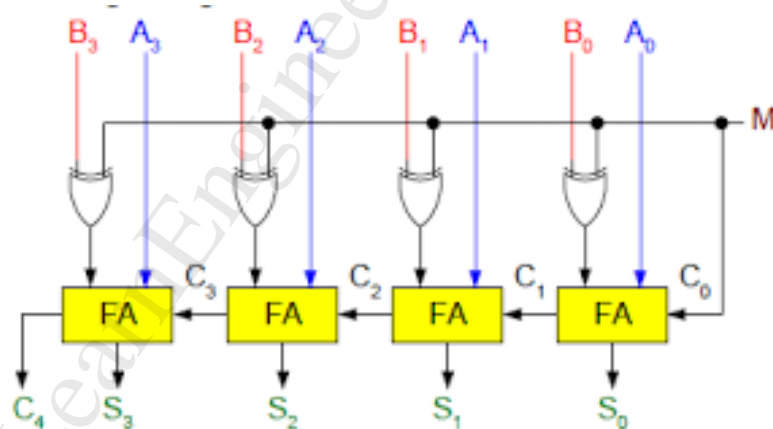 B₃ A₃ B₂ A₂ B₁ A₁ B₀ A₀
M
C₃ C₂ C₁ C₀
FA FA FA FA
C₄ S₃ S₂ S₁ S₀